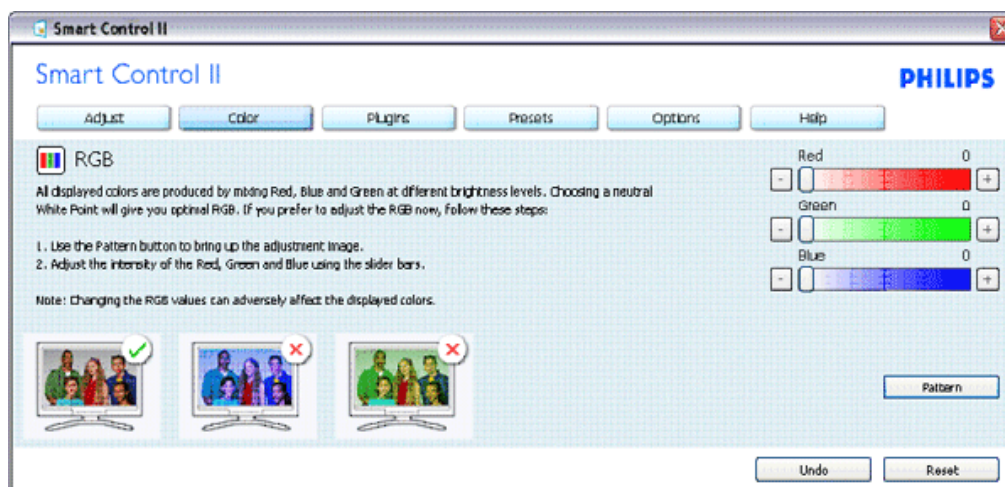 Smart Control II
Smart Control II
PHILIPS
Adjust Color Plugins Presets Options Help
RGB
All displayed colors are produced by mixing Red, Blue and Green at different brightness levels. Choosing a neutral
White Point will give you optimal RGB. If you prefer to adjust the RGB now, follow these steps:
1. Use the Pattern button to bring up the adjustment image.
2. Adjust the intensity of the Red, Green and Blue using the slider bars.
Note: Changing the RGB values can adversely affect the displayed colors.
Red 0
- +
Green 0
- +
Blue 0
- +
Pattern
Undo Reset